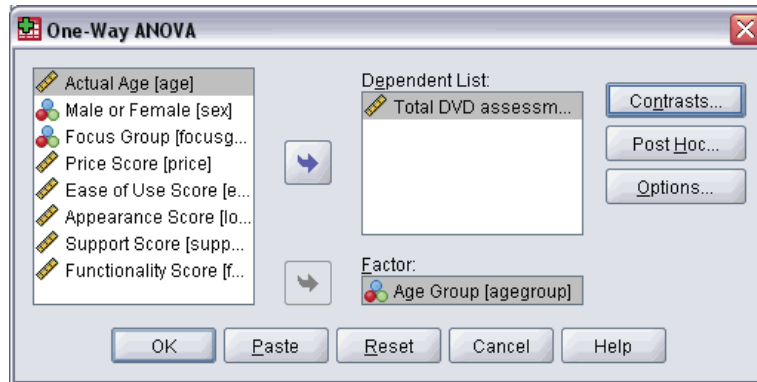 One-Way ANOVA
Actual Age [age]
Male or Female [sex]
Focus Group [focusg...
Price Score [price]
Ease of Use Score [e...
Appearance Score [lo...
Support Score [supp...
Functionality Score [f...
Dependent List:
Total DVD assessm...
Factor:
Age Group [agegroup]
Contrasts...
Post Hoc...
Options...
OK
Paste
Reset
Cancel
Help